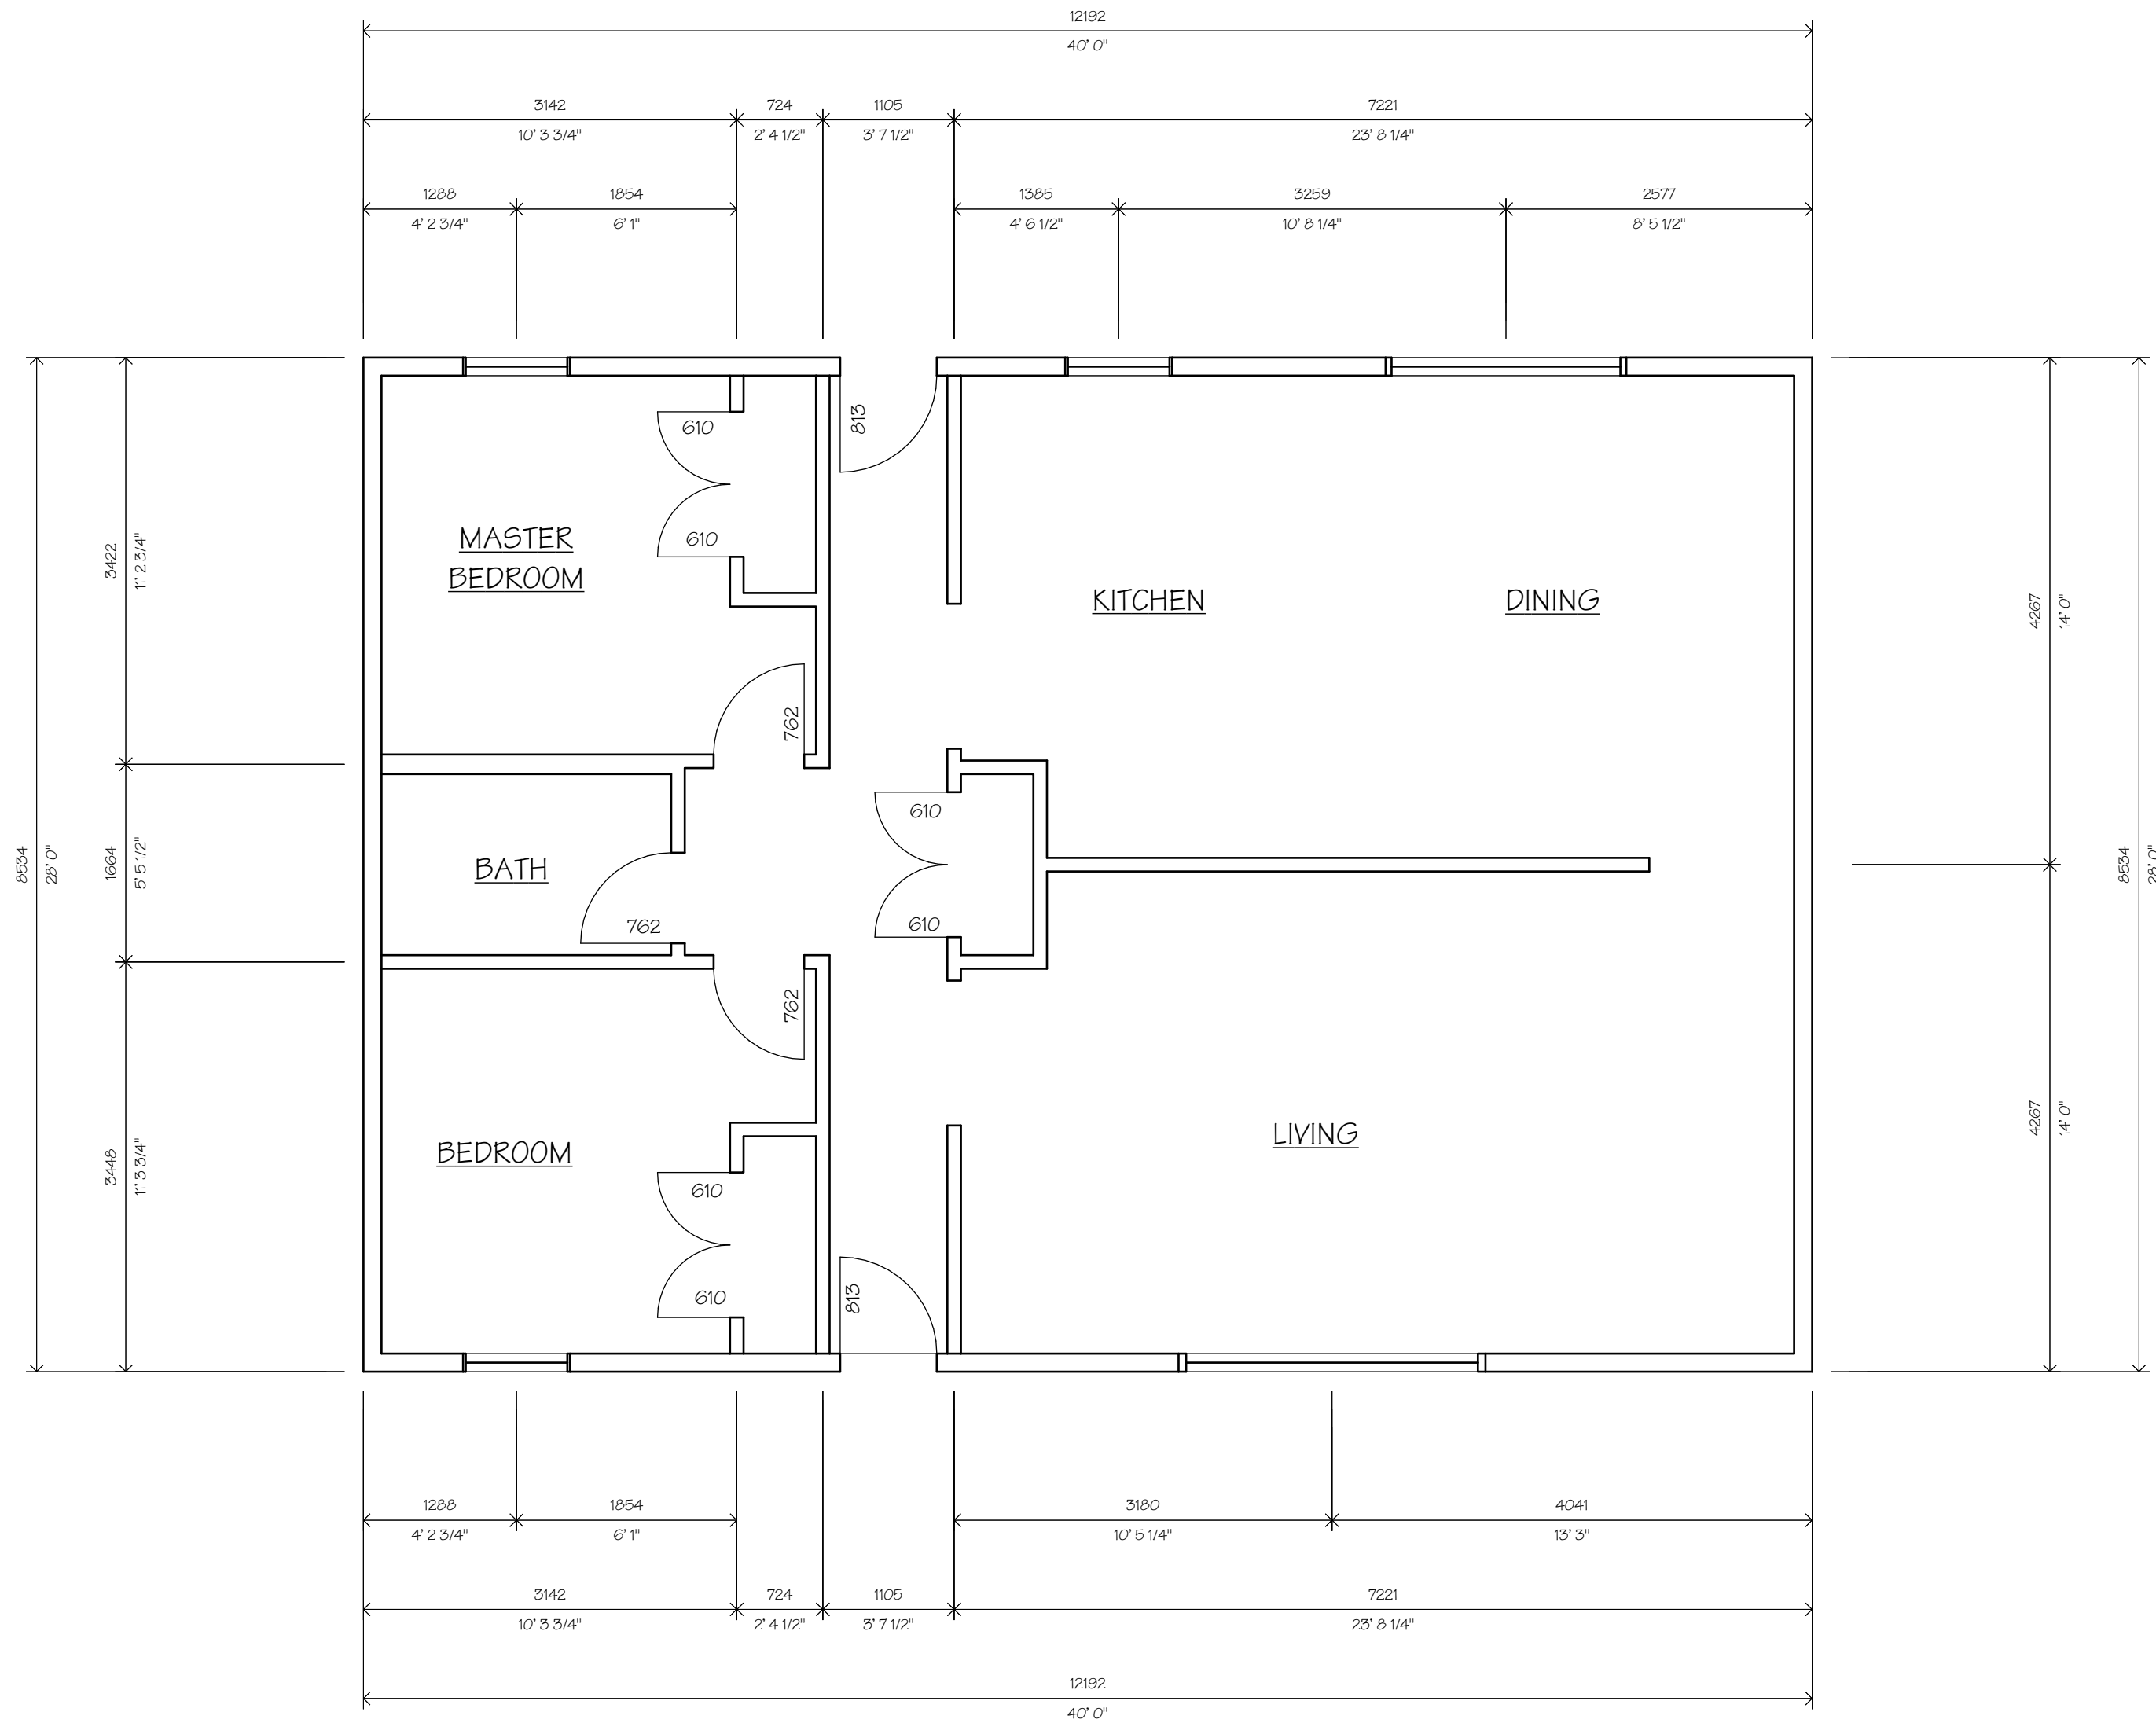 12192
40' 0"
3142
724
1105
7221
10' 3 3/4"
2' 4 1/2"
3' 7 1/2"
23' 8 1/4"
1288
1854
1385
3259
2577
4' 2 3/4"
6' 1"
4' 6 1/2"
10' 8 1/4"
8' 5 1/2"
813
610
MASTER
BEDROOM
610
3422
11' 2 3/4"
KITCHEN
DINING
4267
14' 0"
762
610
8534
28' 0"
1664
5' 5 1/2"
BATH
762
610
8534
28' 0"
762
BEDROOM
LIVING
3448
11' 3 3/4"
4267
14' 0"
610
610
813
1288
1854
3180
4041
4' 2 3/4"
6' 1"
10' 5 1/4"
13' 3"
3142
724
1105
7221
10' 3 3/4"
2' 4 1/2"
3' 7 1/2"
23' 8 1/4"
12192
40' 0"